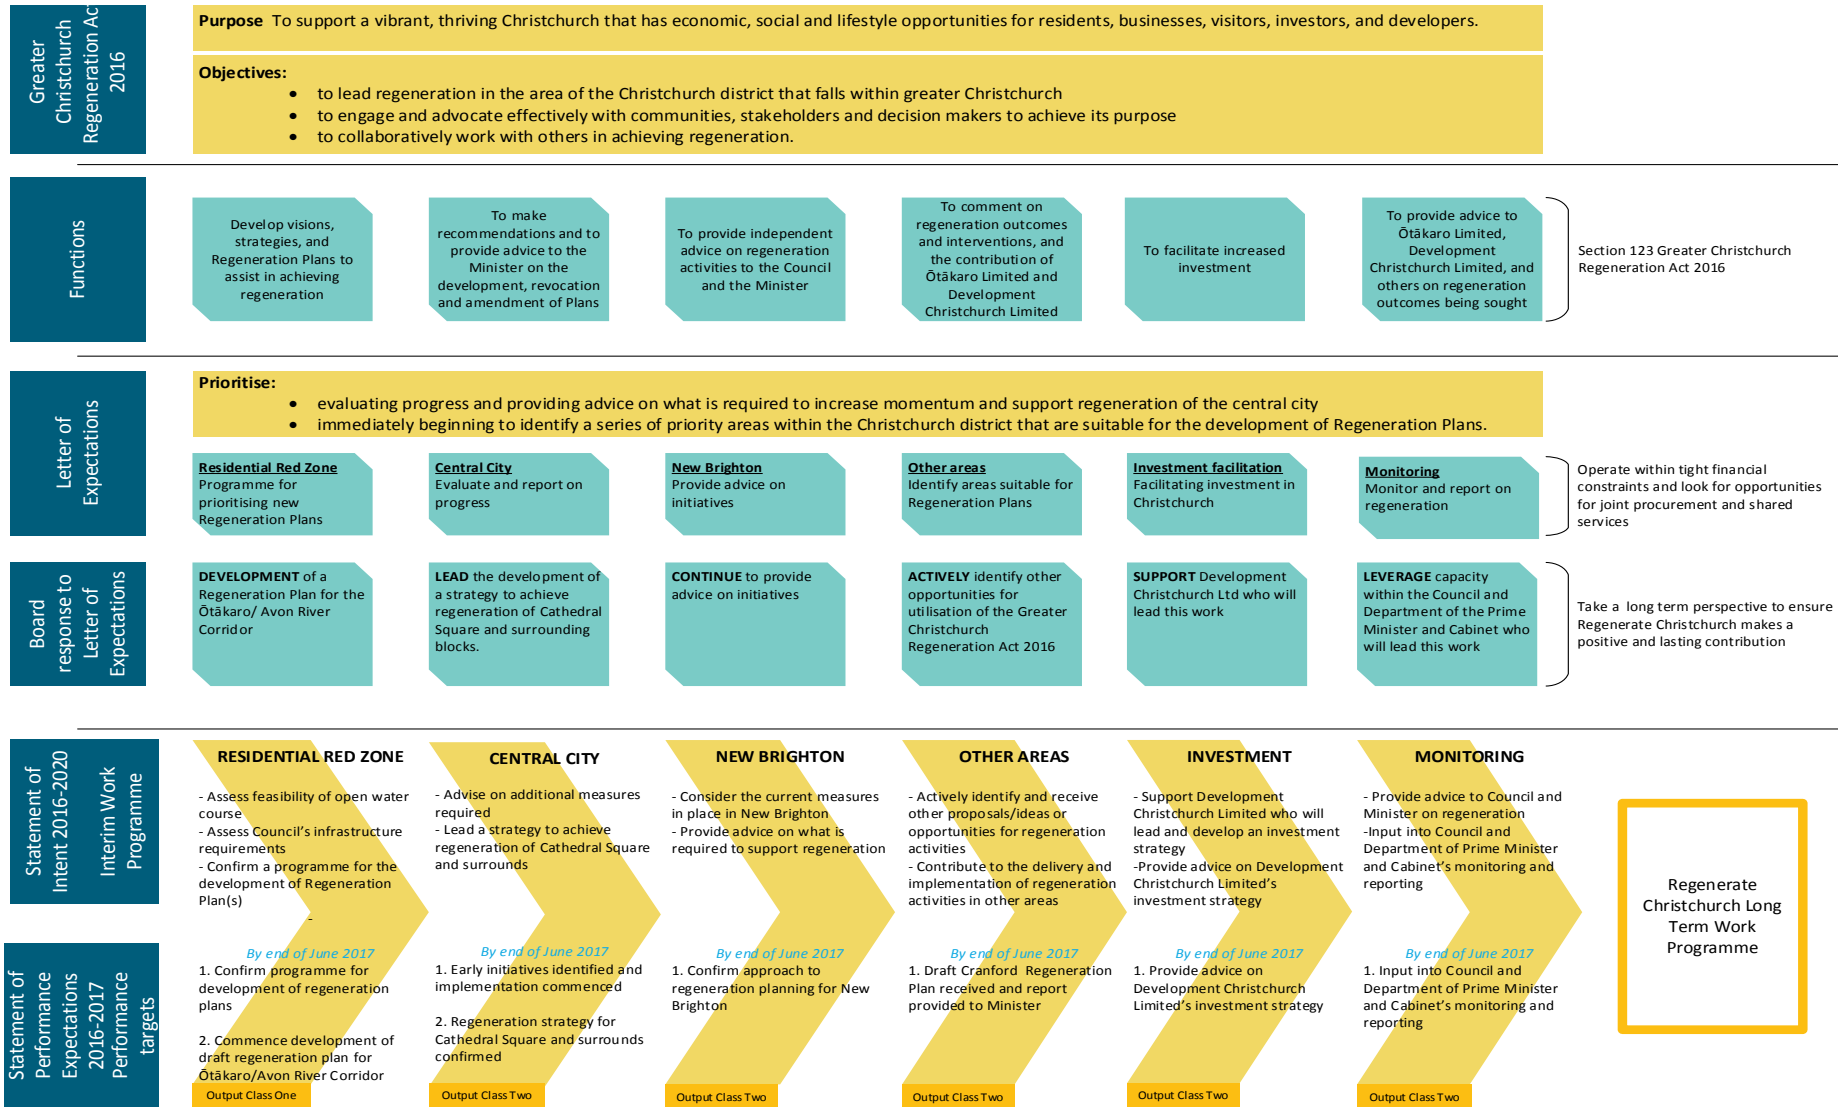 Greater
Christchurch
Regeneration Ac
2016
Purpose To support a vibrant, thriving Christchurch that has economic, social and lifestyle opportunities for residents, businesses, visitors, investors, and developers.
Objectives:
• to lead regeneration in the area of the Christchurch district that falls within greater Christchurch
• to engage and advocate effectively with communities, stakeholders and decision makers to achieve its purpose
• to collaboratively work with others in achieving regeneration.
Functions
Develop visions,
strategies, and
Regeneration Plans to
assist in achieving
regeneration
To make
recommendations and to
provide advice to the
Minister on the
development, revocation
and amendment of Plans
To provide independent
advice on regeneration
activities to the Council
and the Minister
To comment on
regeneration outcomes
and interventions, and
the contribution of
Ōtākaro Limited and
Development
Christchurch Limited
To facilitate increased
investment
To provide advice to
Ōtākaro Limited,
Development
Christchurch Limited, and
others on regeneration
outcomes being sought
Section 123 Greater Christchurch
Regeneration Act 2016
Letter of
Expectations
Prioritise:
• evaluating progress and providing advice on what is required to increase momentum and support regeneration of the central city
• immediately beginning to identify a series of priority areas within the Christchurch district that are suitable for the development of Regeneration Plans.
Residential Red Zone
Programme for
prioritising new
Regeneration Plans
Central City
Evaluate and report on
progress
New Brighton
Provide advice on
initiatives
Other areas
Identify areas suitable for
Regeneration Plans
Investment facilitation
Facilitating investment in
Christchurch
Monitoring
Monitor and report on
regeneration
Operate within tight financial
constraints and look for opportunities
for joint procurement and shared
services
Board
response to
Letter of
Expectations
DEVELOPMENT of a
Regeneration Plan for the
Ōtākaro/ Avon River
Corridor
LEAD the development of
a strategy to achieve
regeneration of Cathedral
Square and surrounding
blocks.
CONTINUE to provide
advice on initiatives
ACTIVELY identify other
opportunities for
utilisation of the Greater
Christchurch
Regeneration Act 2016
SUPPORT Development
Christchurch Ltd who will
lead this work
LEVERAGE capacity
within the Council and
Department of the Prime
Minister and Cabinet who
will lead this work
Take a long term perspective to ensure
Regenerate Christchurch makes a
positive and lasting contribution
Statement of
Intent 2016-2020
Interim Work
Programme
RESIDENTIAL RED ZONE
- Assess feasibility of open water
course
- Assess Council's infrastructure
requirements
- Confirm a programme for the
development of Regeneration
Plan(s)
-
CENTRAL CITY
- Advise on additional measures
required
- Lead a strategy to achieve
regeneration of Cathedral Square
and surrounds
NEW BRIGHTON
- Consider the current measures
in place in New Brighton
- Provide advice on what is
required to support regeneration
OTHER AREAS
- Actively identify and receive
other proposals/ideas or
opportunities for regeneration
activities
- Contribute to the delivery and
implementation of regeneration
activities in other areas
INVESTMENT
- Support Development
Christchurch Limited who will
lead and develop an investment
strategy
-Provide advice on Development
Christchurch Limited's
investment strategy
MONITORING
- Provide advice to Council and
Minister on regeneration
-Input into Council and
Department of Prime Minister
and Cabinet's monitoring and
reporting
Regenerate
Christchurch Long
Term Work
Programme
Statement of
Performance
Expectations
2016-2017
Performance
targets
By end of June 2017
1. Confirm programme for
development of regeneration
plans
2. Commence development of
draft regeneration plan for
Ōtākaro/Avon River Corridor
Output Class One
By end of June 2017
1. Early initiatives identified and
implementation commenced
2. Regeneration strategy for
Cathedral Square and surrounds
confirmed
Output Class Two
By end of June 2017
1. Confirm approach to
regeneration planning for New
Brighton
Output Class Two
By end of June 2017
1. Draft Cranford Regeneration
Plan received and report
provided to Minister
Output Class Two
By end of June 2017
1. Provide advice on
Development Christchurch
Limited's investment strategy
Output Class Two
By end of June 2017
1. Input into Council and
Department of Prime Minister
and Cabinet's monitoring and
reporting
Output Class Two